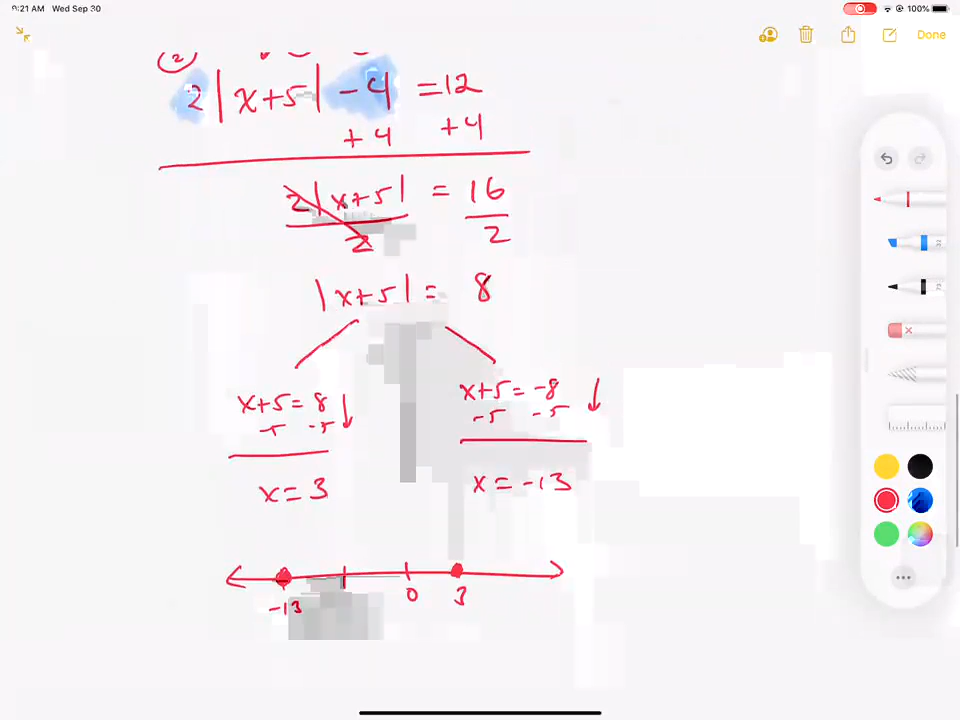 9:21 AM Wed Sep 30
100%
Done
(2)
2|x+5| -4 =12
+4 +4
2|x+5| = 16
2 2
|x+5| = 8
x+5=8 x+5=-8
-5 -5 -5 -5
x=3 x=-13
-13 0 3